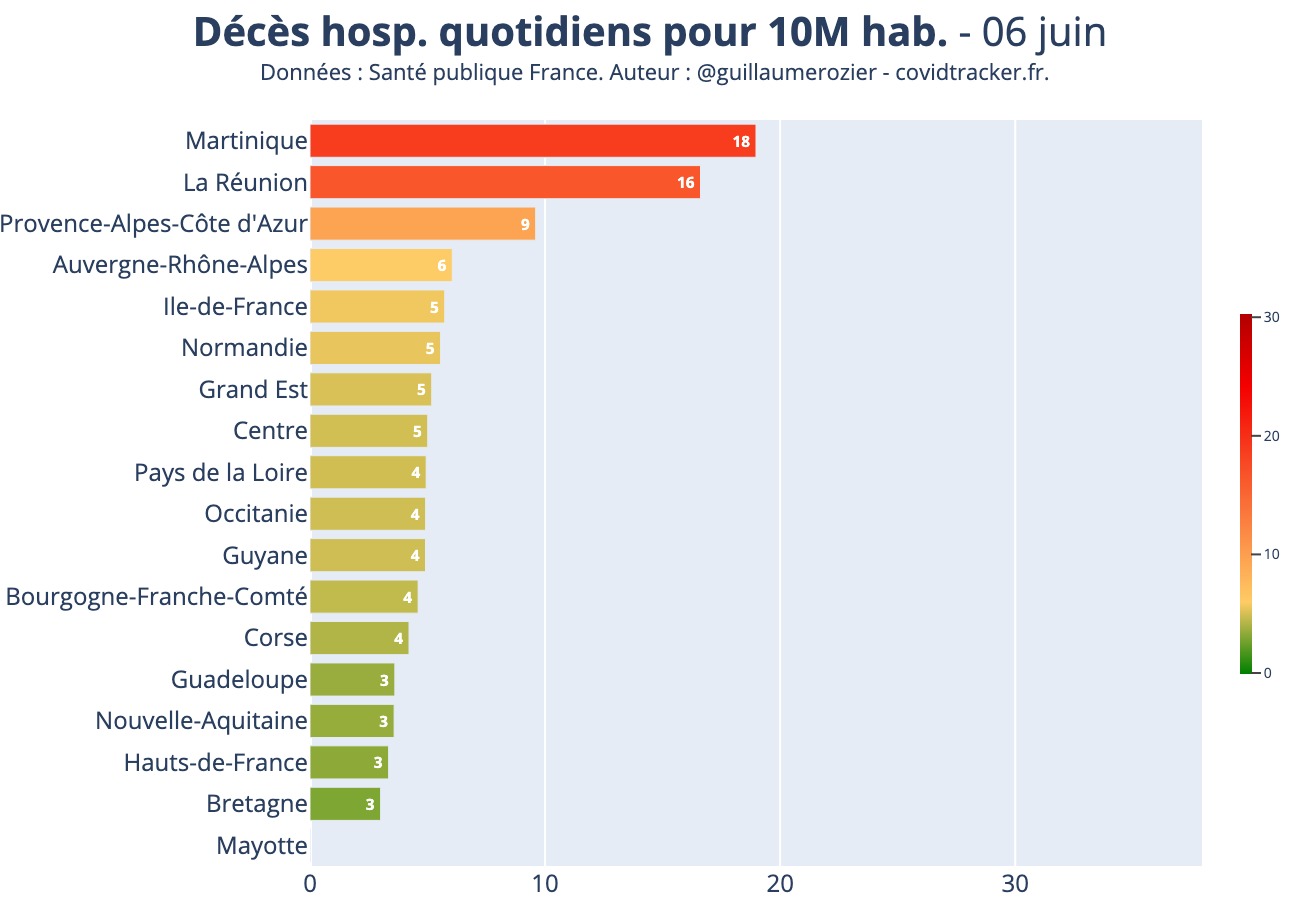 Décès hosp. quotidiens pour 10M hab. - 06 juin
Données : Santé publique France. Auteur : @guillaumerozier - covidtracker.fr.
Martinique 18
La Réunion 16
Provence-Alpes-Côte d'Azur 9
Auvergne-Rhône-Alpes 6
Ile-de-France 5
Normandie 5
Grand Est 5
Centre 5
Pays de la Loire 4
Occitanie 4
Guyane 4
Bourgogne-Franche-Comté 4
Corse 4
Guadeloupe 3
Nouvelle-Aquitaine 3
Hauts-de-France 3
Bretagne 3
Mayotte
0 10 20 30
30
20
10
0